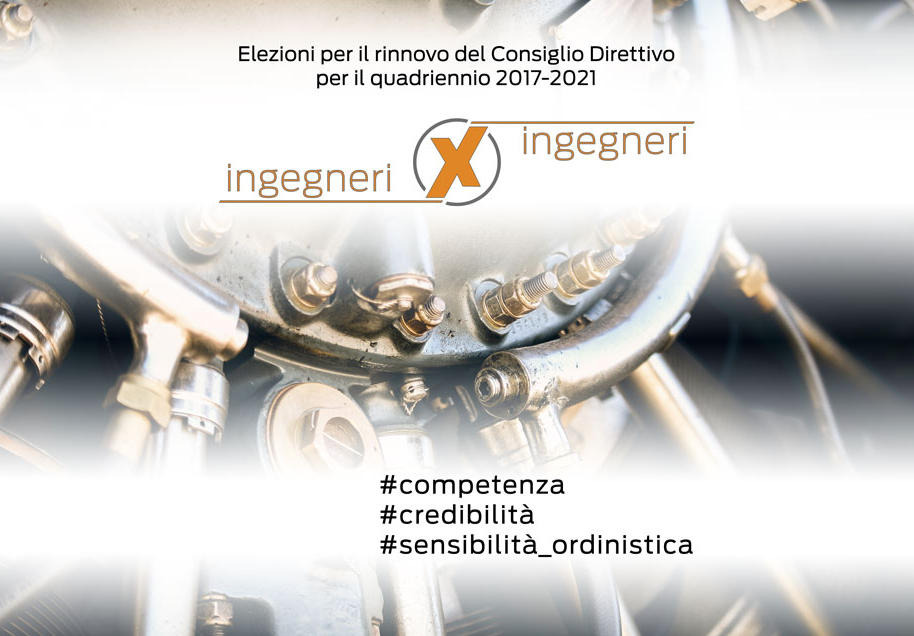 Elezioni per il rinnovo del Consiglio Direttivo
per il quadriennio 2017-2021
ingegneri X ingegneri
#competenza
#credibilità
#sensibilità_ordinistica